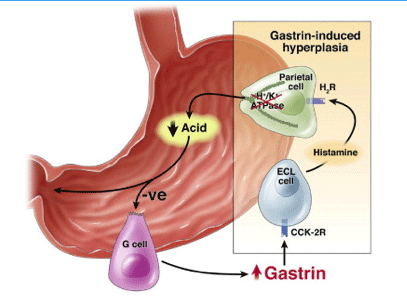 Gastrin-induced
hyperplasia
Parietal
cell
H₂R
H⁺/K⁺
ATPase
Acid
Histamine
ECL
cell
-ve
CCK-2R
G cell
Gastrin